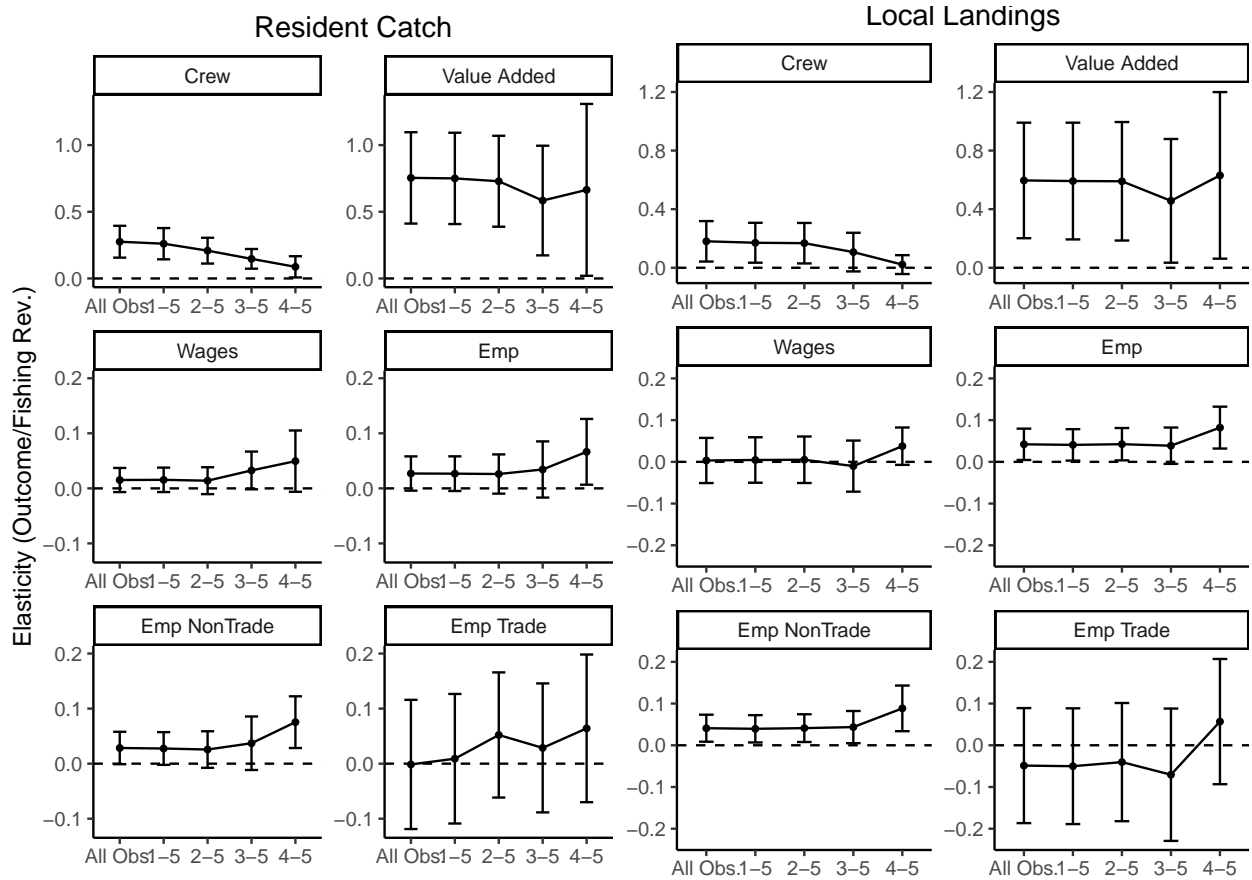 Resident Catch
Local Landings
Elasticity (Outcome/Fishing Rev.)
Crew
Value Added
Crew
Value Added
1.0
0.5
0.0
1.0
0.5
0.0
1.2
0.8
0.4
0.0
1.2
0.8
0.4
0.0
All Obs. 1−5 2−5 3−5 4−5
All Obs. 1−5 2−5 3−5 4−5
All Obs. 1−5 2−5 3−5 4−5
All Obs. 1−5 2−5 3−5 4−5
Wages
Emp
Wages
Emp
0.2
0.1
0.0
−0.1
0.2
0.1
0.0
−0.1
0.2
0.1
0.0
−0.1
−0.2
0.2
0.1
0.0
−0.1
−0.2
All Obs. 1−5 2−5 3−5 4−5
All Obs. 1−5 2−5 3−5 4−5
All Obs. 1−5 2−5 3−5 4−5
All Obs. 1−5 2−5 3−5 4−5
Emp NonTrade
Emp Trade
Emp NonTrade
Emp Trade
0.2
0.1
0.0
−0.1
0.2
0.1
0.0
−0.1
0.2
0.1
0.0
−0.1
−0.2
0.2
0.1
0.0
−0.1
−0.2
All Obs. 1−5 2−5 3−5 4−5
All Obs. 1−5 2−5 3−5 4−5
All Obs. 1−5 2−5 3−5 4−5
All Obs. 1−5 2−5 3−5 4−5